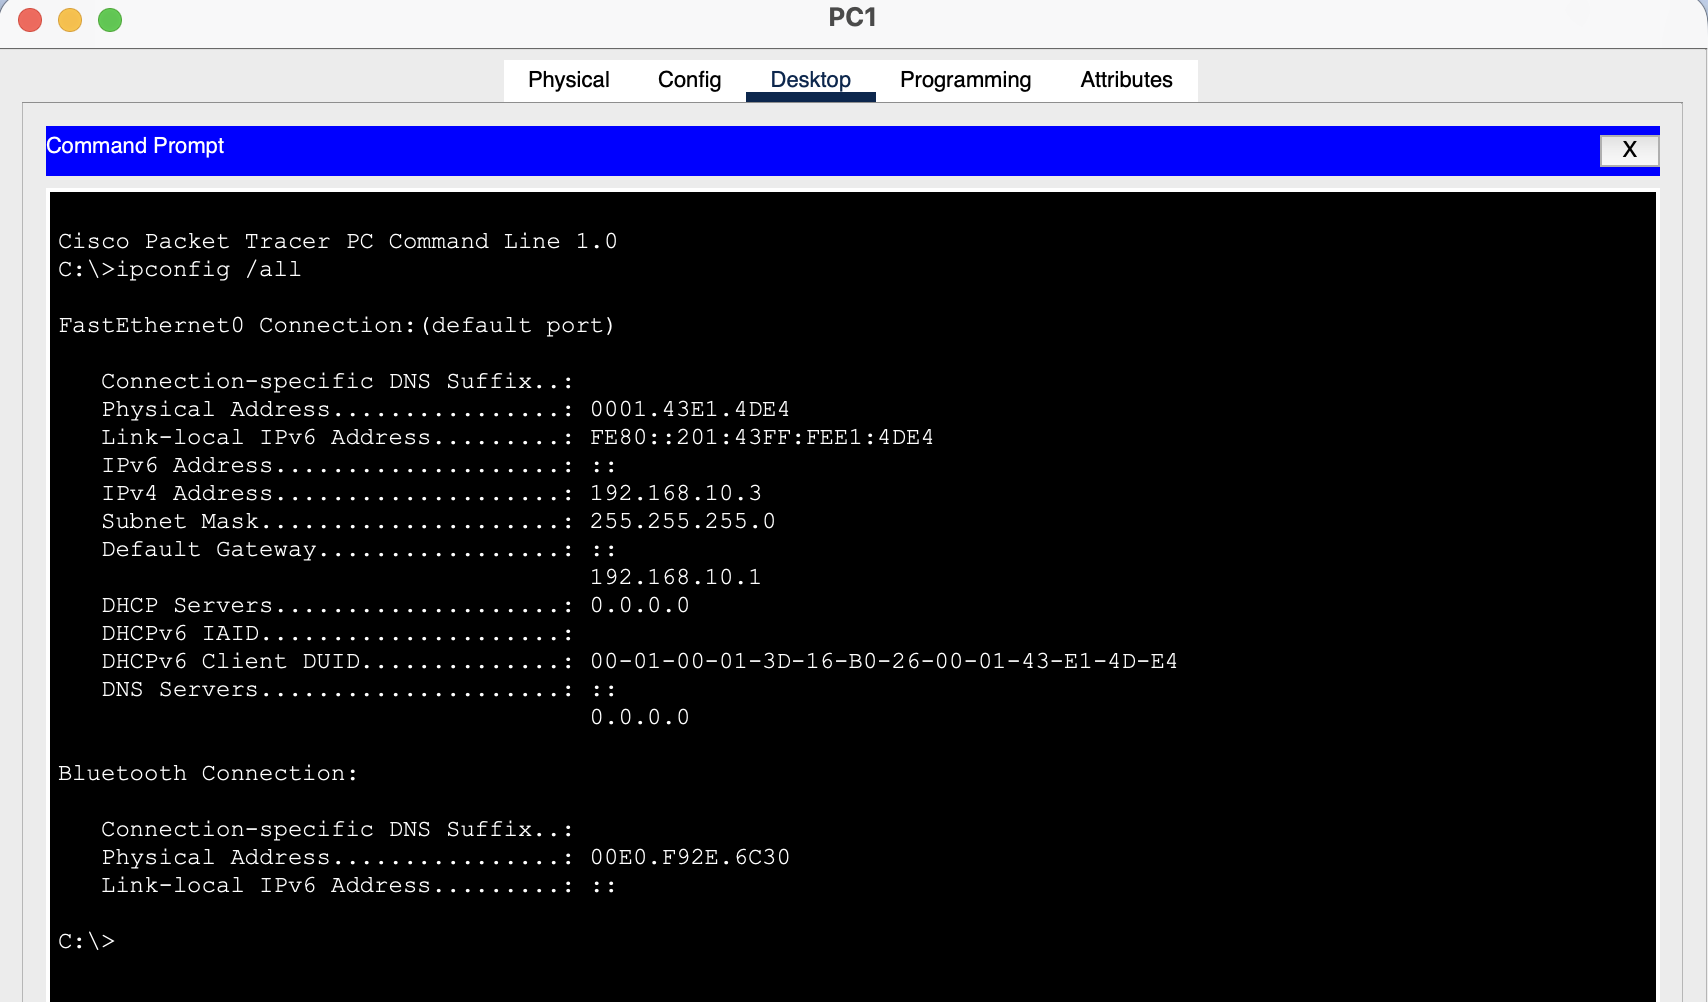 PC1
Physical Config Desktop Programming Attributes
Command Prompt X
Cisco Packet Tracer PC Command Line 1.0
C:\>ipconfig /all
FastEthernet0 Connection:(default port)
Connection-specific DNS Suffix..:
Physical Address................: 0001.43E1.4DE4
Link-local IPv6 Address.........: FE80::201:43FF:FEE1:4DE4
IPv6 Address....................: ::
IPv4 Address....................: 192.168.10.3
Subnet Mask.....................: 255.255.255.0
Default Gateway.................: ::
192.168.10.1
DHCP Servers....................: 0.0.0.0
DHCPv6 IAID.....................:
DHCPv6 Client DUID..............: 00-01-00-01-3D-16-B0-26-00-01-43-E1-4D-E4
DNS Servers.....................: ::
0.0.0.0
Bluetooth Connection:
Connection-specific DNS Suffix..:
Physical Address................: 00E0.F92E.6C30
Link-local IPv6 Address.........: ::
C:\>